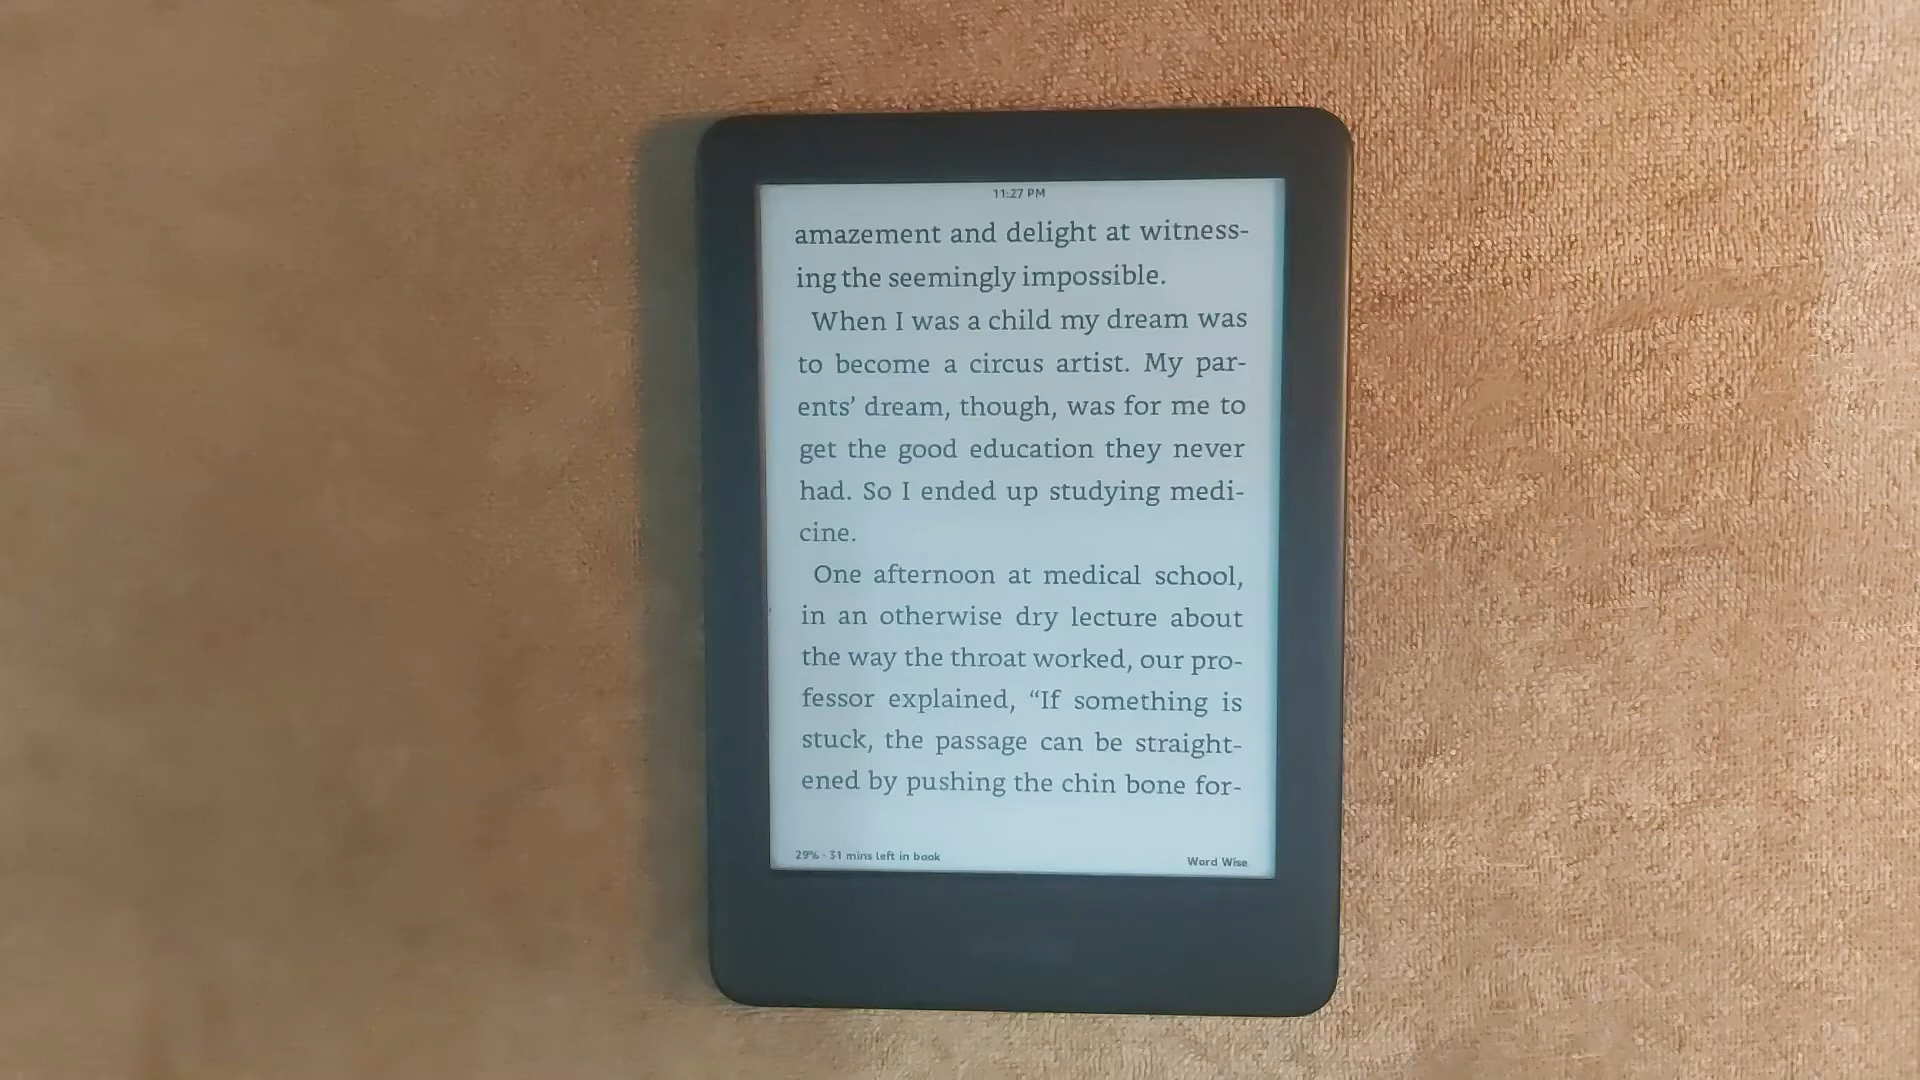 11:27 PM
amazement and delight at witness-
ing the seemingly impossible.
When I was a child my dream was
to become a circus artist. My par-
ents’ dream, though, was for me to
get the good education they never
had. So I ended up studying medi-
cine.
One afternoon at medical school,
in an otherwise dry lecture about
the way the throat worked, our pro-
fessor explained, “If something is
stuck, the passage can be straight-
ened by pushing the chin bone for-
29% · 31 mins left in book
Word Wise